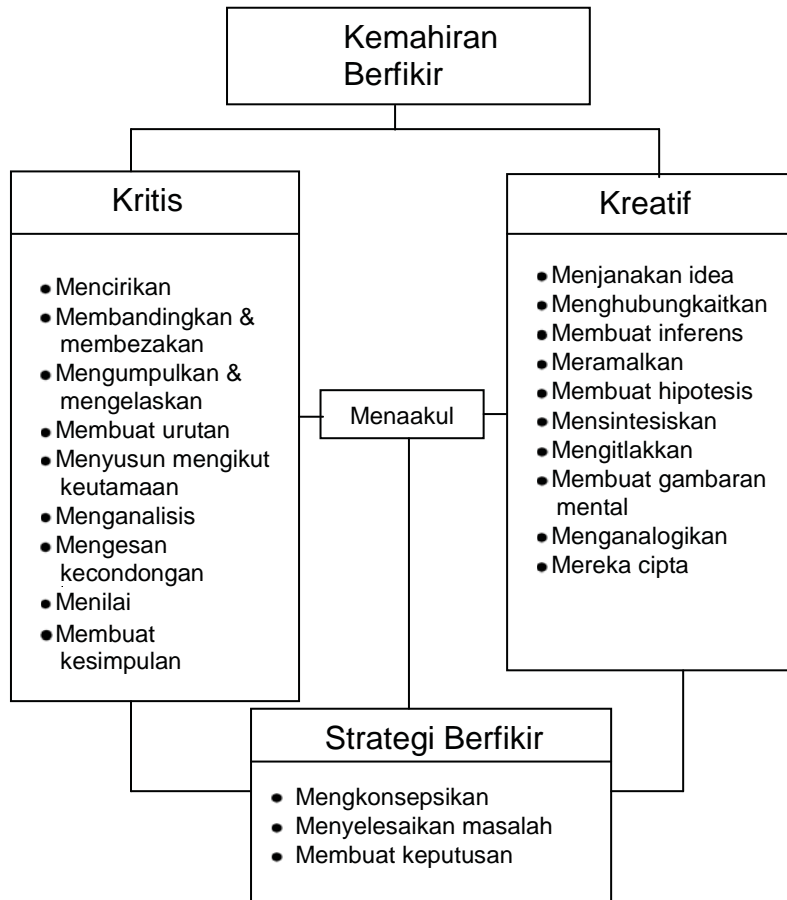 Kemahiran
Berfikir
Kritis
● Mencirikan
● Membandingkan &
membezakan
● Mengumpulkan &
mengelaskan
● Membuat urutan
● Menyusun mengikut
keutamaan
● Menganalisis
● Mengesan
kecondongan
● Menilai
● Membuat
kesimpulan
Menaakul
Kreatif
● Menjanakan idea
● Menghubungkaitkan
● Membuat inferens
● Meramalkan
● Membuat hipotesis
● Mensintesiskan
● Mengitlakkan
● Membuat gambaran
mental
● Menganalogikan
● Mereka cipta
Strategi Berfikir
● Mengkonsepsikan
● Menyelesaikan masalah
● Membuat keputusan